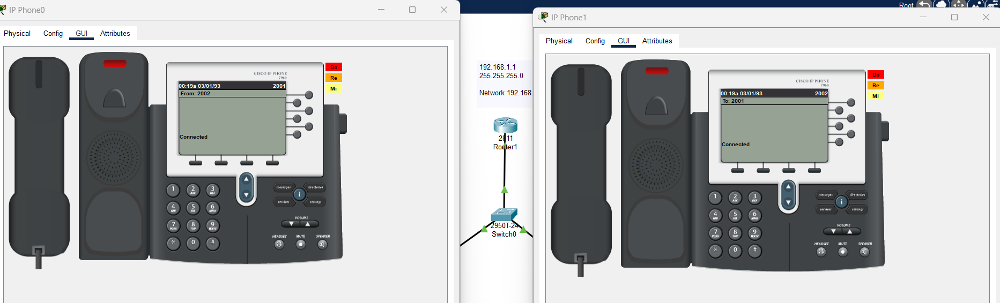 IP Phone0
Physical Config GUI Attributes
CISCO IP PHONE
7960
00:19a 03/01/93 2001
From: 2002
Connected
Do
Re
Mi
1 2 ABC 3 DEF
4 GHI 5 JKL 6 MNO
7 PQRS 8 TUV 9 WXYZ
* 0 #
messages directories
i
services settings
VOLUME
HEADSET MUTE SPEAKER
Root
192.168.1.1
255.255.255.0
Network 192.168.
2811
Router1
2950T-24
Switch0
IP Phone1
Physical Config GUI Attributes
CISCO IP PHONE
7960
00:19a 03/01/93 2002
To: 2001
Connected
Do
Re
Mi
1 2 ABC 3 DEF
4 GHI 5 JKL 6 MNO
7 PQRS 8 TUV 9 WXYZ
* 0 #
messages directories
i
services settings
VOLUME
HEADSET MUTE SPEAKER